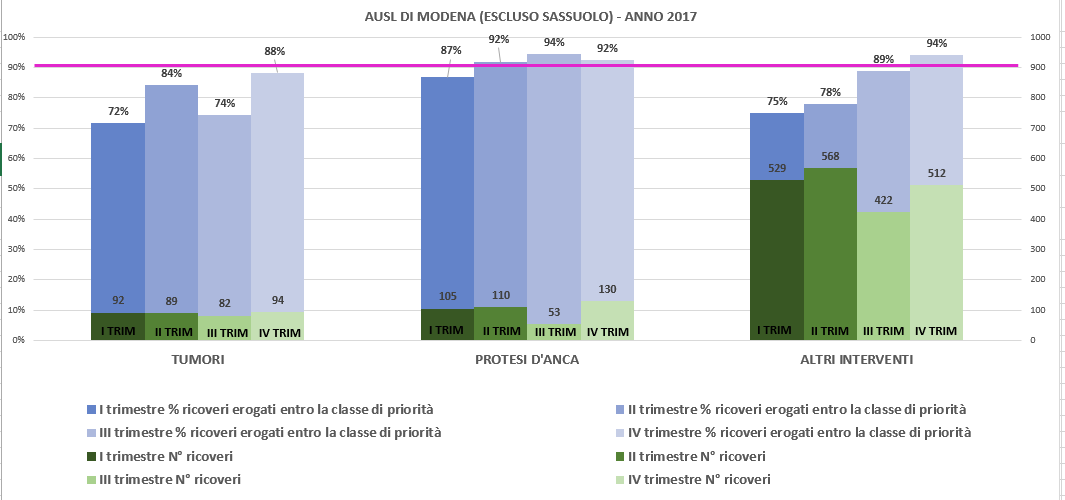 AUSL DI MODENA (ESCLUSO SASSUOLO) - ANNO 2017
100%
90%
80%
70%
60%
50%
40%
30%
20%
10%
0%
1000
900
800
700
600
500
400
300
200
100
0
72%
84%
74%
88%
92
89
82
94
I TRIM
II TRIM
III TRIM
IV TRIM
TUMORI
87%
92%
94%
92%
105
110
53
130
I TRIM
II TRIM
III TRIM
IV TRIM
PROTESI D'ANCA
75%
78%
89%
94%
529
568
422
512
I TRIM
II TRIM
III TRIM
IV TRIM
ALTRI INTERVENTI
I trimestre % ricoveri erogati entro la classe di priorità
II trimestre % ricoveri erogati entro la classe di priorità
III trimestre % ricoveri erogati entro la classe di priorità
IV trimestre % ricoveri erogati entro la classe di priorità
I trimestre N° ricoveri
II trimestre N° ricoveri
III trimestre N° ricoveri
IV trimestre N° ricoveri